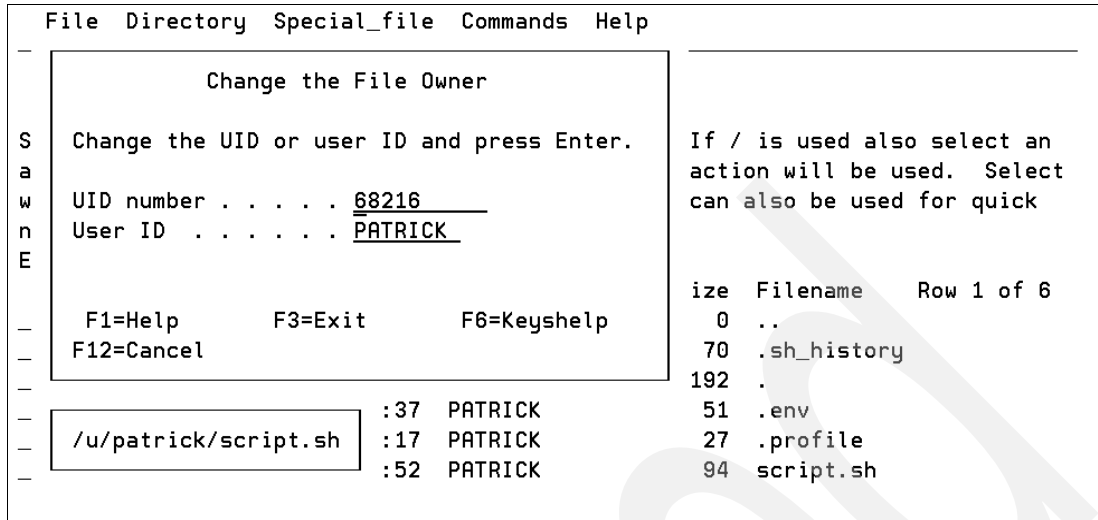 File  Directory  Special_file  Commands  Help
Change the File Owner
S  Change the UID or user ID and press Enter.  If / is used also select an
a  action will be used.  Select
w  UID number . . . . . 68216  can also be used for quick
n  User ID  . . . . . . PATRICK
E
ize  Filename    Row 1 of 6
_  F1=Help          F3=Exit          F6=Keyshelp  0  ..
_  F12=Cancel  70  .sh_history
_  192  .
_  :37  PATRICK  51  .env
_  /u/patrick/script.sh  :17  PATRICK  27  .profile
_  :52  PATRICK  94  script.sh